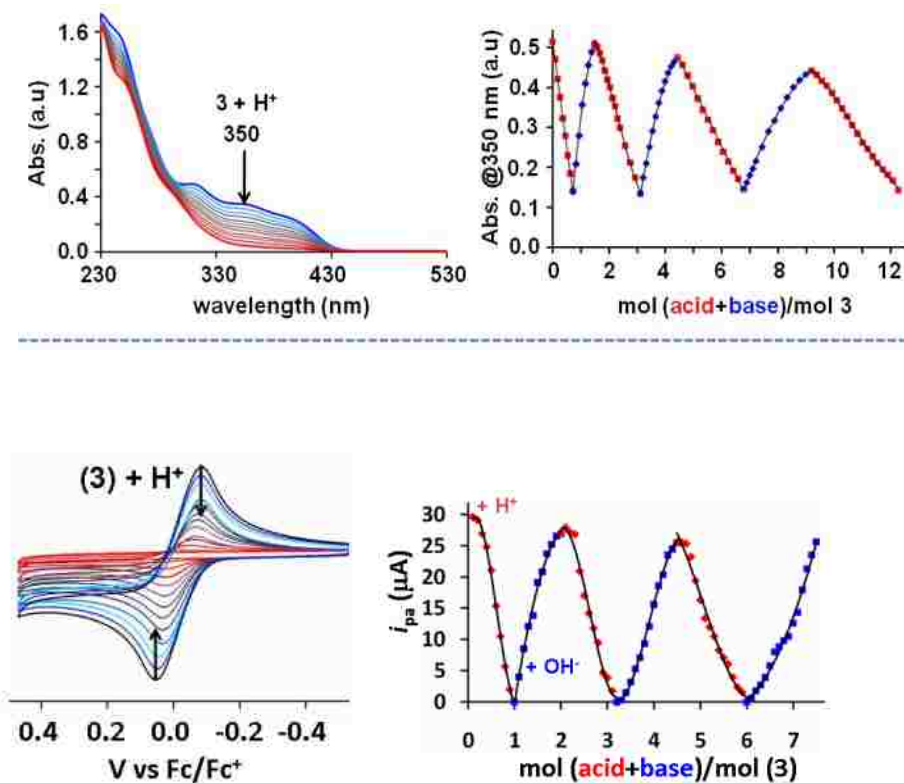 1.6
1.2
0.8
0.4
0.0
Abs. (a.u)
3 + H⁺
350
230 330 430 530
wavelength (nm)
0.5
0.4
0.3
0.2
0.1
0.0
Abs. @350 nm (a.u)
0 2 4 6 8 10 12
mol (acid+base)/mol 3
(3) + H⁺
0.4 0.2 0.0 -0.2 -0.4
V vs Fc/Fc⁺
30
25
20
15
10
5
0
iₚₐ (µA)
+ H⁺
+ OH⁻
0 1 2 3 4 5 6 7
mol (acid+base)/mol (3)